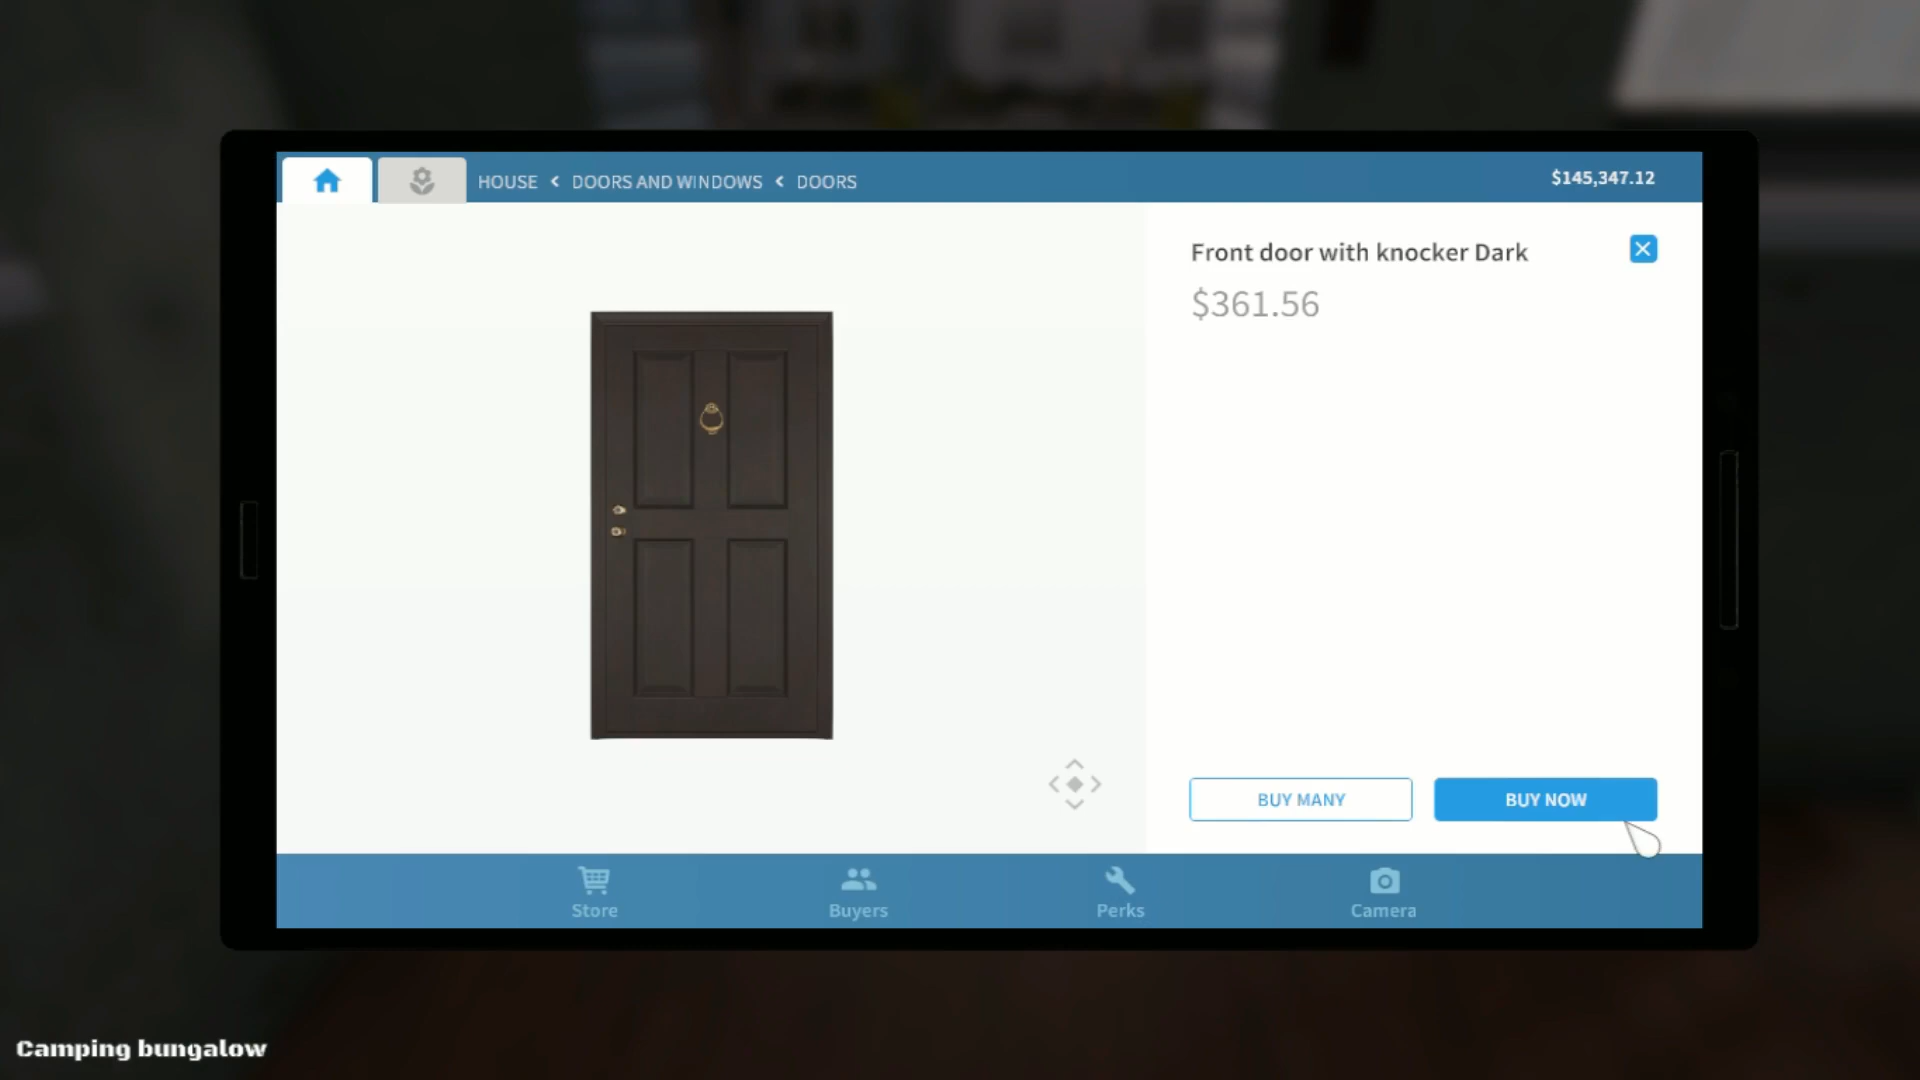 HOUSE < DOORS AND WINDOWS < DOORS
$145,347.12
Front door with knocker Dark
$361.56
BUY MANY
BUY NOW
Store
Buyers
Perks
Camera
Camping bungalow